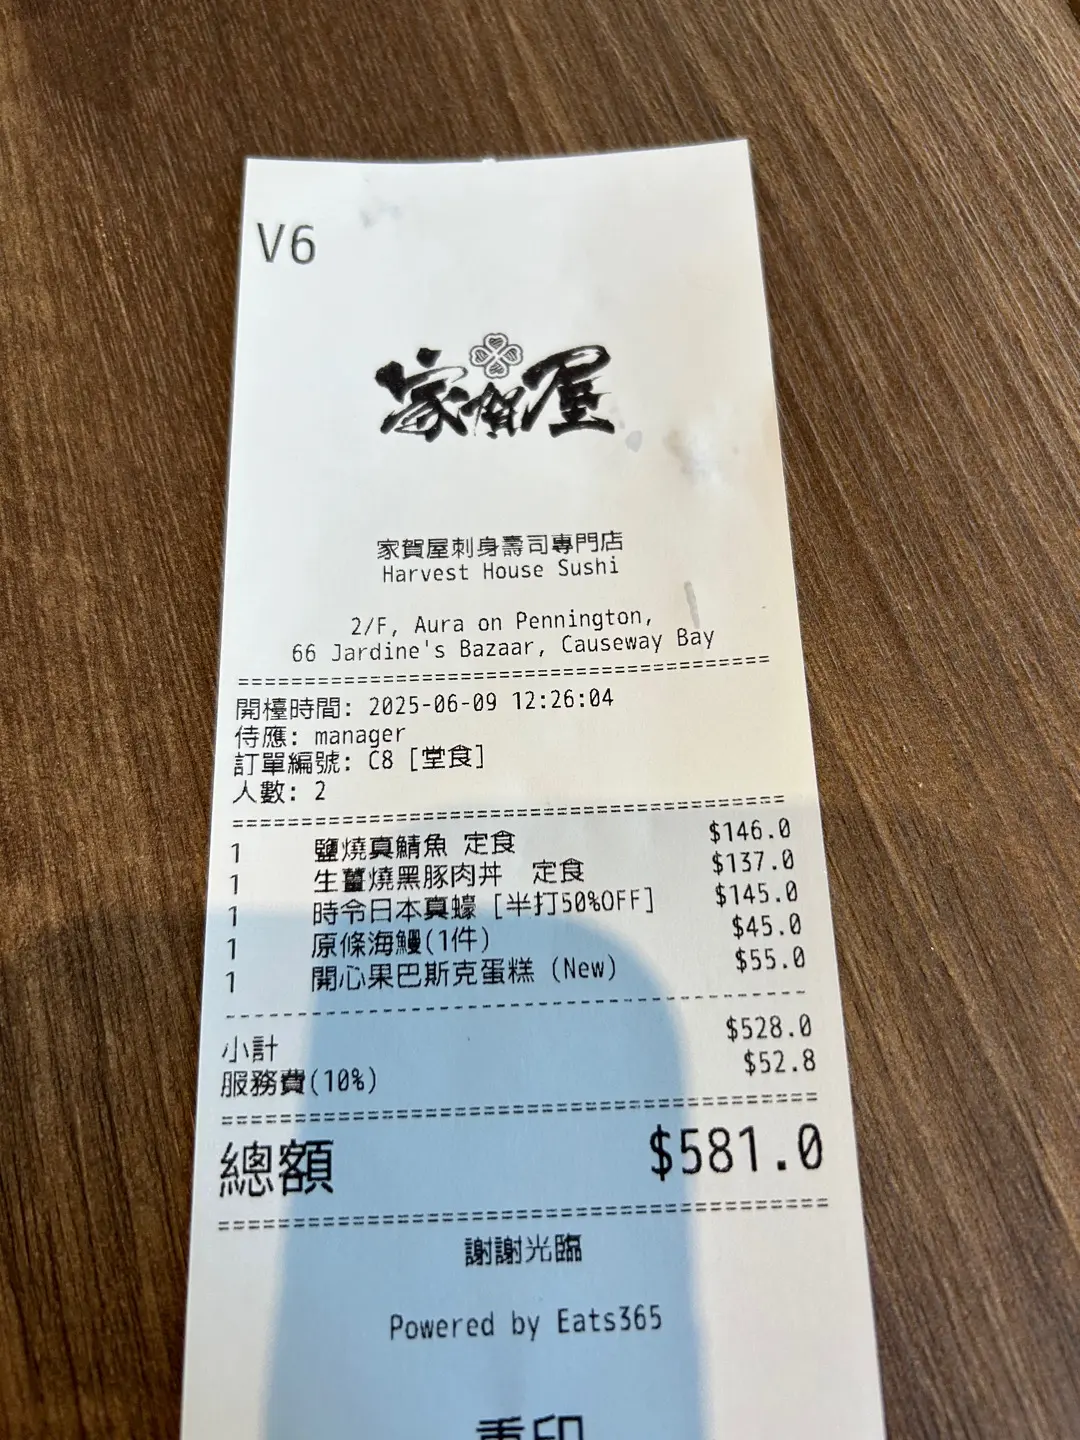 V6
家賀屋
家賀屋刺身壽司專門店
Harvest House Sushi
2/F, Aura on Pennington,
66 Jardine's Bazaar, Causeway Bay
開檯時間: 2025-06-09 12:26:04
侍應: manager
訂單編號: C8 [堂食]
人數: 2
1 鹽燒真鯖魚 定食 $146.0
1 生薑燒黑豚肉丼 定食 $137.0
1 時令日本真蠔 [半打50%OFF] $145.0
1 原條海鰻(1件) $45.0
1 開心果巴斯克蛋糕 (New) $55.0
小計 $528.0
服務費(10%) $52.8
總額 $581.0
謝謝光臨
Powered by Eats365
重印